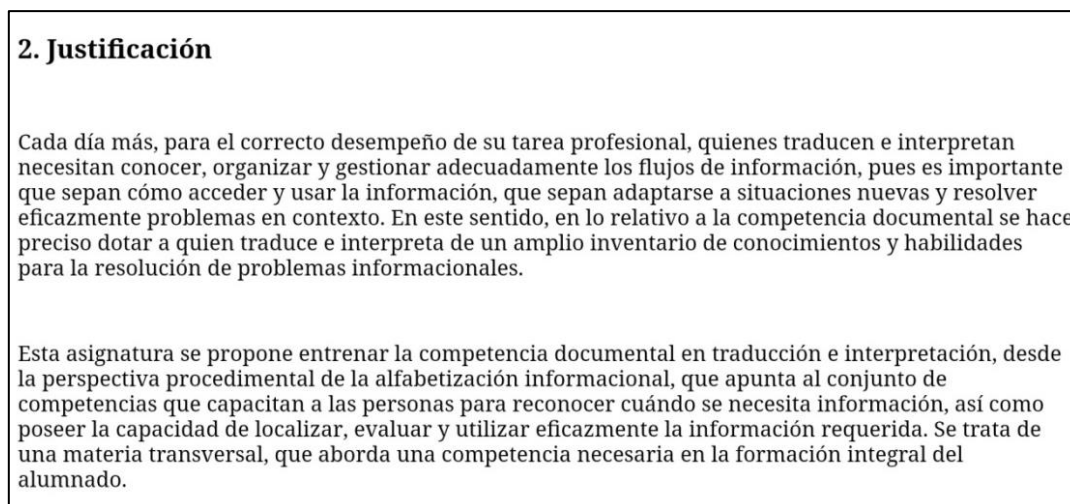 2. Justificación
Cada día más, para el correcto desempeño de su tarea profesional, quienes traducen e interpretan
necesitan conocer, organizar y gestionar adecuadamente los flujos de información, pues es importante
que sepan cómo acceder y usar la información, que sepan adaptarse a situaciones nuevas y resolver
eficazmente problemas en contexto. En este sentido, en lo relativo a la competencia documental se hace
preciso dotar a quien traduce e interpreta de un amplio inventario de conocimientos y habilidades
para la resolución de problemas informacionales.
Esta asignatura se propone entrenar la competencia documental en traducción e interpretación, desde
la perspectiva procedimental de la alfabetización informacional, que apunta al conjunto de
competencias que capacitan a las personas para reconocer cuándo se necesita información, así como
poseer la capacidad de localizar, evaluar y utilizar eficazmente la información requerida. Se trata de
una materia transversal, que aborda una competencia necesaria en la formación integral del
alumnado.